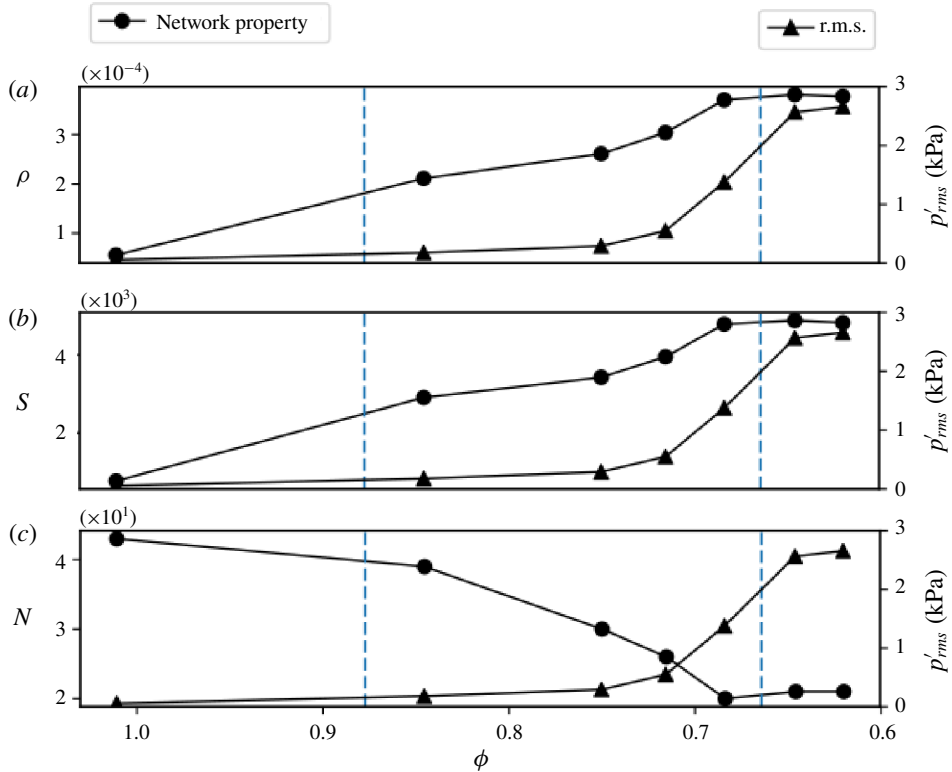 Network property
r.m.s.
(a)
(×10⁻⁴)
3
2
1
ρ
3
2
1
0
p′rms (kPa)
(b)
(×10³)
4
2
S
3
2
1
0
p′rms (kPa)
(c)
(×10¹)
4
3
2
N
3
2
1
0
p′rms (kPa)
1.0 0.9 0.8 0.7 0.6
ϕ